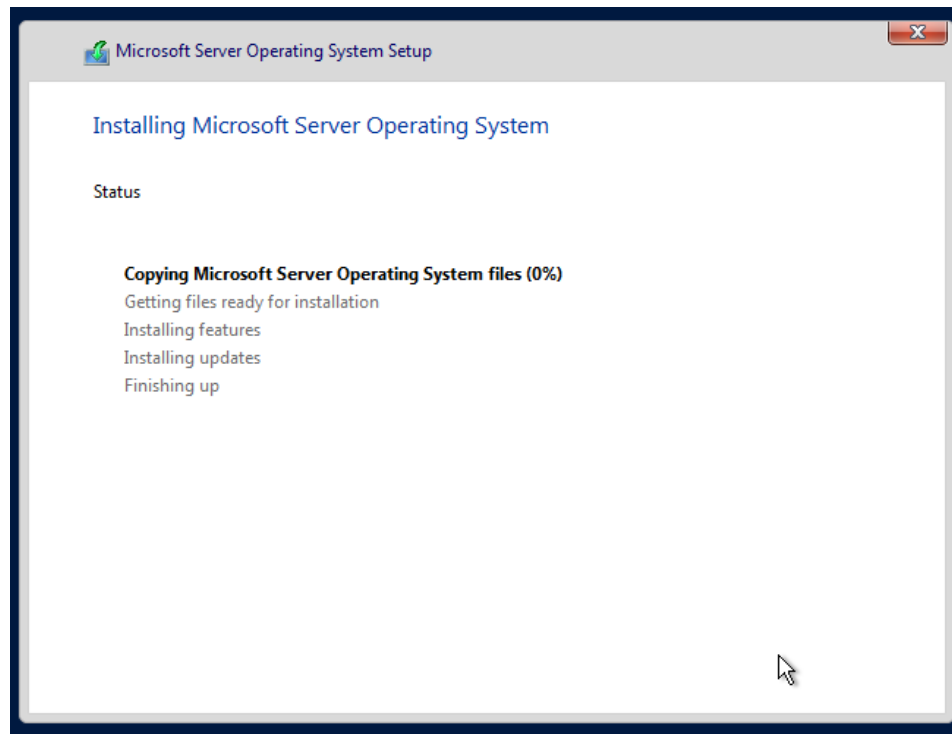 Microsoft Server Operating System Setup
Installing Microsoft Server Operating System
Status
Copying Microsoft Server Operating System files (0%)
Getting files ready for installation
Installing features
Installing updates
Finishing up